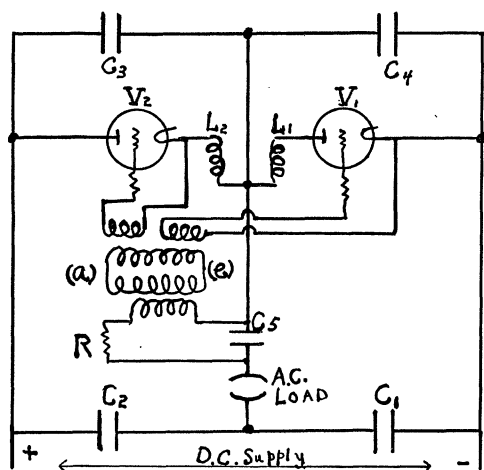 C3
C4
V2
V1
L2
L1
(a)
(e)
C5
R
A.C.
LOAD
C2
C1
+
D.C. Supply
-